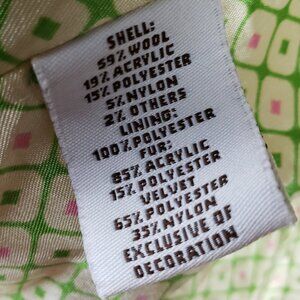 SHELL:
59% WOOL
19% ACRYLIC
15% POLYESTER
5% NYLON
2% OTHERS
LINING:
100% POLYESTER
FUR:
85% ACRYLIC
15% POLYESTER
VELVET
65% POLYESTER
35% NYLON
EXCLUSIVE OF
DECORATION